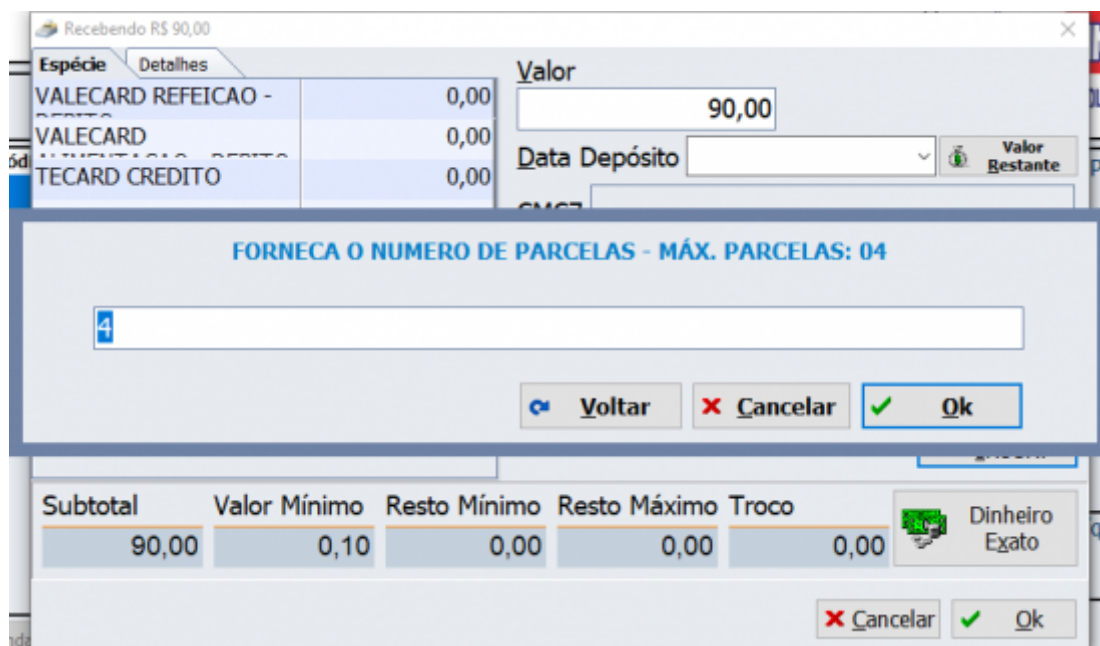 Recebendo R$ 90,00
Espécie Detalhes
VALECARD REFEICAO - 0,00
VALECARD 0,00
TECARD CREDITO 0,00
Valor
90,00
Data Depósito Valor Restante
FORNECA O NUMERO DE PARCELAS - MÁX. PARCELAS: 04
4
Voltar Cancelar Ok
Subtotal Valor Mínimo Resto Mínimo Resto Máximo Troco
90,00 0,10 0,00 0,00 0,00
Dinheiro
Exato
Cancelar Ok